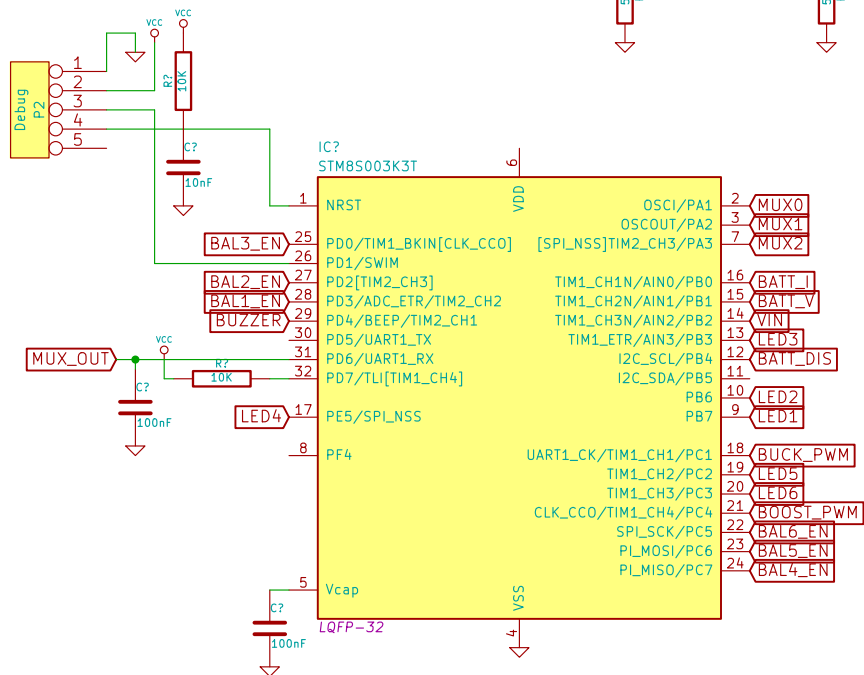 VCC
VCC
Debug
P2
1
2
3
4
5
R?
10K
C?
10nF
IC?
STM8S003K3T
6
VDD
1 NRST
BAL3_EN 25 PD0/TIM1_BKIN[CLK_CCO]
26 PD1/SWIM
BAL2_EN 27 PD2[TIM2_CH3]
BAL1_EN 28 PD3/ADC_ETR/TIM2_CH2
BUZZER 29 PD4/BEEP/TIM2_CH1
30 PD5/UART1_TX
MUX_OUT 31 PD6/UART1_RX
VCC
R?
10K
32 PD7/TLI[TIM1_CH4]
C?
100nF
LED4 17 PE5/SPI_NSS
8 PF4
5 Vcap
C?
100nF
OSCI/PA1 2 MUX0
OSCOUT/PA2 3 MUX1
[SPI_NSS]TIM2_CH3/PA3 7 MUX2
TIM1_CH1N/AIN0/PB0 16 BATT_I
TIM1_CH2N/AIN1/PB1 15 BATT_V
TIM1_CH3N/AIN2/PB2 14 VIN
TIM1_ETR/AIN3/PB3 13 LED3
I2C_SCL/PB4 12 BATT_DIS
I2C_SDA/PB5 11
PB6 10 LED2
PB7 9 LED1
UART1_CK/TIM1_CH1/PC1 18 BUCK_PWM
TIM1_CH2/PC2 19 LED5
TIM1_CH3/PC3 20 LED6
CLK_CCO/TIM1_CH4/PC4 21 BOOST_PWM
SPI_SCK/PC5 22 BAL6_EN
PI_MOSI/PC6 23 BAL5_EN
PI_MISO/PC7 24 BAL4_EN
VSS
4
LQFP-32